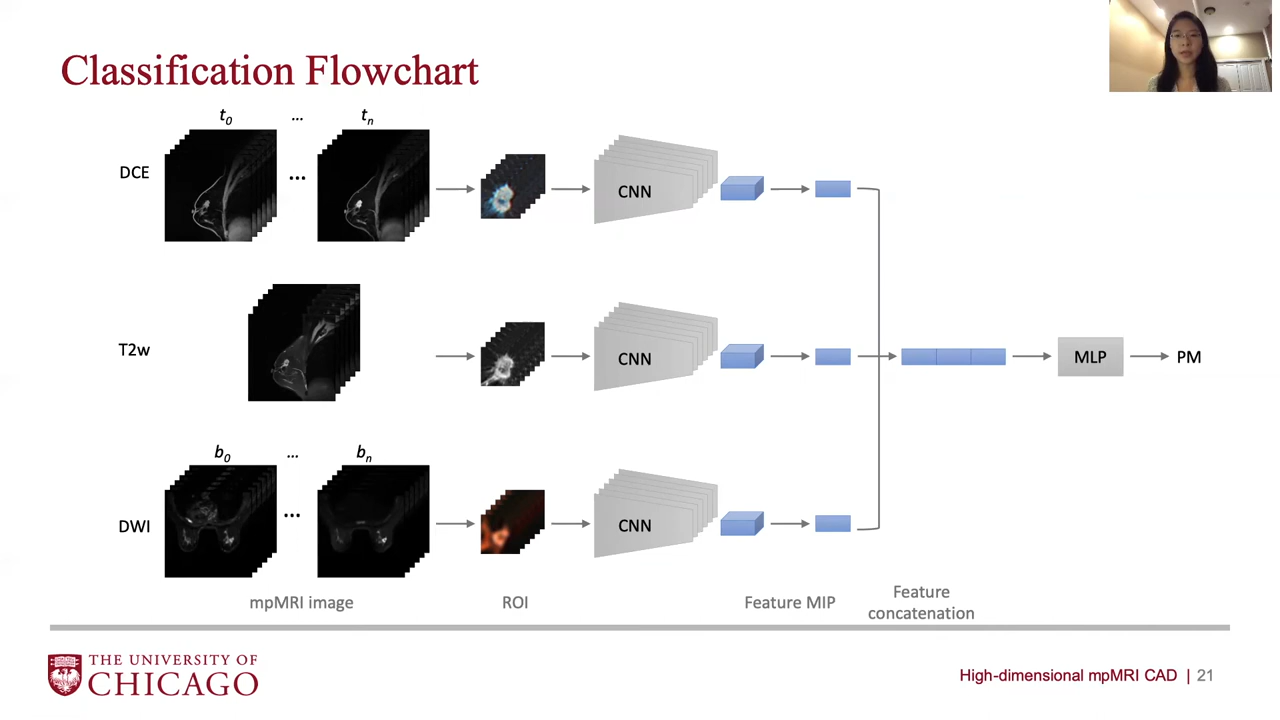 Classification Flowchart
t0 ... tn
DCE
...
CNN
T2w
CNN
MLP
PM
b0 ... bn
DWI
...
CNN
mpMRI image
ROI
Feature MIP
Feature
concatenation
THE UNIVERSITY OF
CHICAGO
High-dimensional mpMRI CAD | 21